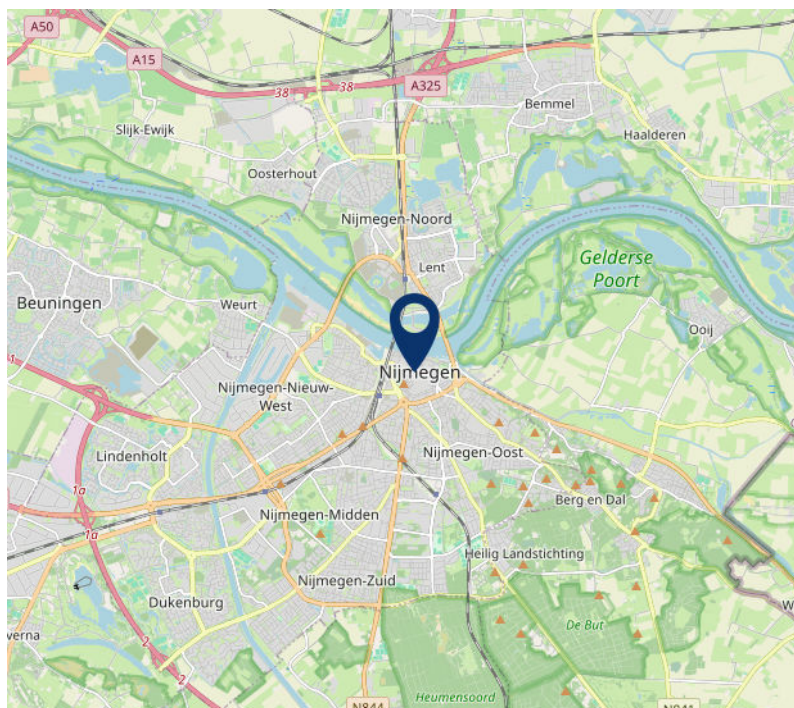 A50
A15
38
38
A325
Bemmel
Slijk-Ewijk
Haalderen
Oosterhout
Nijmegen-Noord
Gelderse
Poort
Lent
Beuningen
Weurt
Ooij
1
Nijmegen
Nijmegen-Nieuw-
West
Lindenholt
Nijmegen-Oost
1a
Berg en Dal
Nijmegen-Midden
1a
Heilig Landstichting
Nijmegen-Zuid
Dukenburg
De But
2
2
Heumensoord
N844